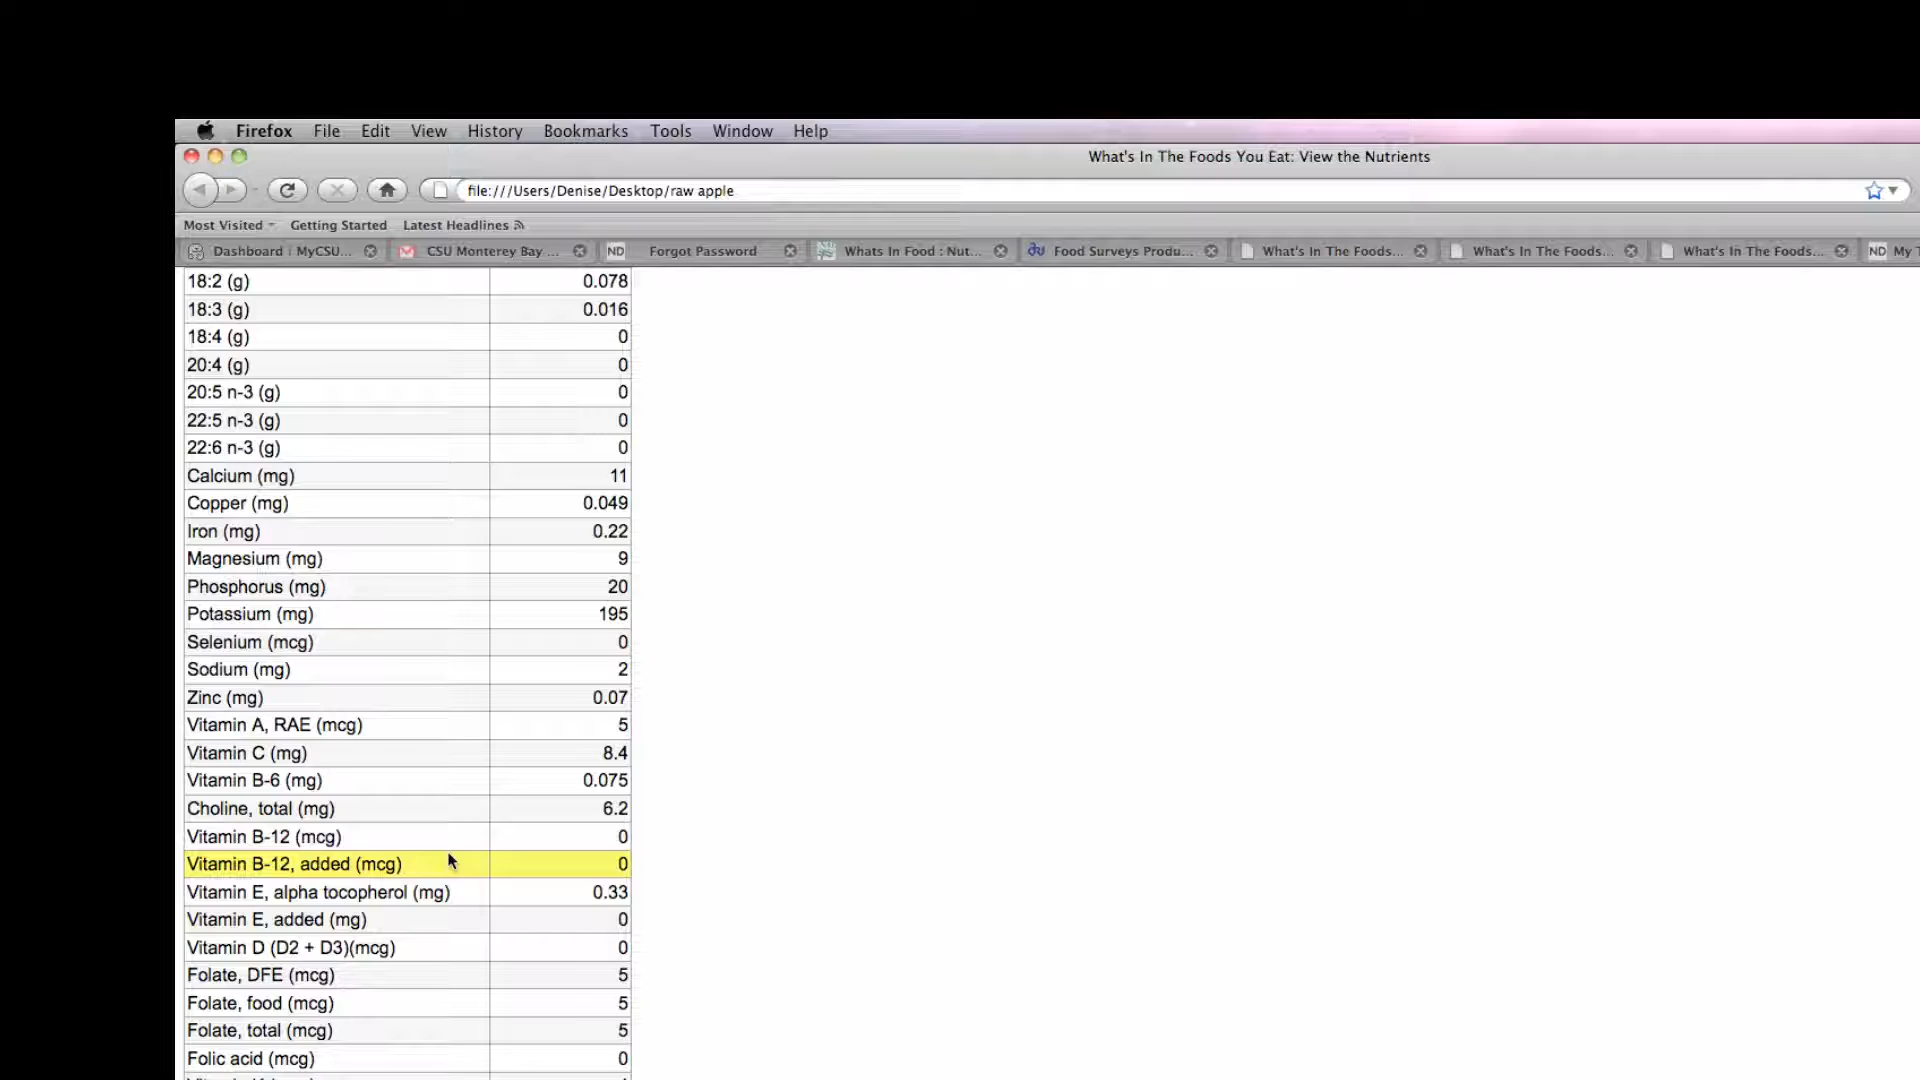 Firefox File Edit View History Bookmarks Tools Window Help
What's In The Foods You Eat: View the Nutrients
file:///Users/Denise/Desktop/raw apple
Most Visited Getting Started Latest Headlines
Dashboard | MyCSU... CSU Monterey Bay ... ND Forgot Password Whats In Food : Nut... Food Surveys Produ... What's In The Foods... What's In The Foods... What's In The Foods... ND My
18:2 (g) 0.078
18:3 (g) 0.016
18:4 (g) 0
20:4 (g) 0
20:5 n-3 (g) 0
22:5 n-3 (g) 0
22:6 n-3 (g) 0
Calcium (mg) 11
Copper (mg) 0.049
Iron (mg) 0.22
Magnesium (mg) 9
Phosphorus (mg) 20
Potassium (mg) 195
Selenium (mcg) 0
Sodium (mg) 2
Zinc (mg) 0.07
Vitamin A, RAE (mcg) 5
Vitamin C (mg) 8.4
Vitamin B-6 (mg) 0.075
Choline, total (mg) 6.2
Vitamin B-12 (mcg) 0
Vitamin B-12, added (mcg) 0
Vitamin E, alpha tocopherol (mg) 0.33
Vitamin E, added (mg) 0
Vitamin D (D2 + D3)(mcg) 0
Folate, DFE (mcg) 5
Folate, food (mcg) 5
Folate, total (mcg) 5
Folic acid (mcg) 0